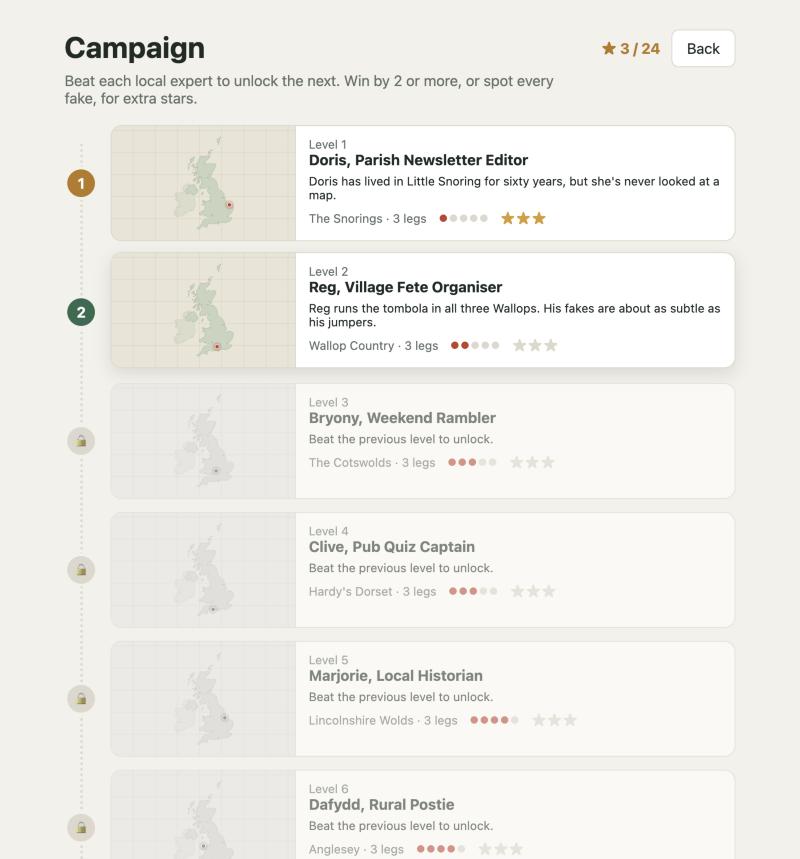 Campaign
3 / 24
Back
Beat each local expert to unlock the next. Win by 2 or more, or spot every
fake, for extra stars.
1
Level 1
Doris, Parish Newsletter Editor
Doris has lived in Little Snoring for sixty years, but she's never looked at a
map.
The Snorings · 3 legs
2
Level 2
Reg, Village Fete Organiser
Reg runs the tombola in all three Wallops. His fakes are about as subtle as
his jumpers.
Wallop Country · 3 legs
Level 3
Bryony, Weekend Rambler
Beat the previous level to unlock.
The Cotswolds · 3 legs
Level 4
Clive, Pub Quiz Captain
Beat the previous level to unlock.
Hardy's Dorset · 3 legs
Level 5
Marjorie, Local Historian
Beat the previous level to unlock.
Lincolnshire Wolds · 3 legs
Level 6
Dafydd, Rural Postie
Beat the previous level to unlock.
Anglesey · 3 legs